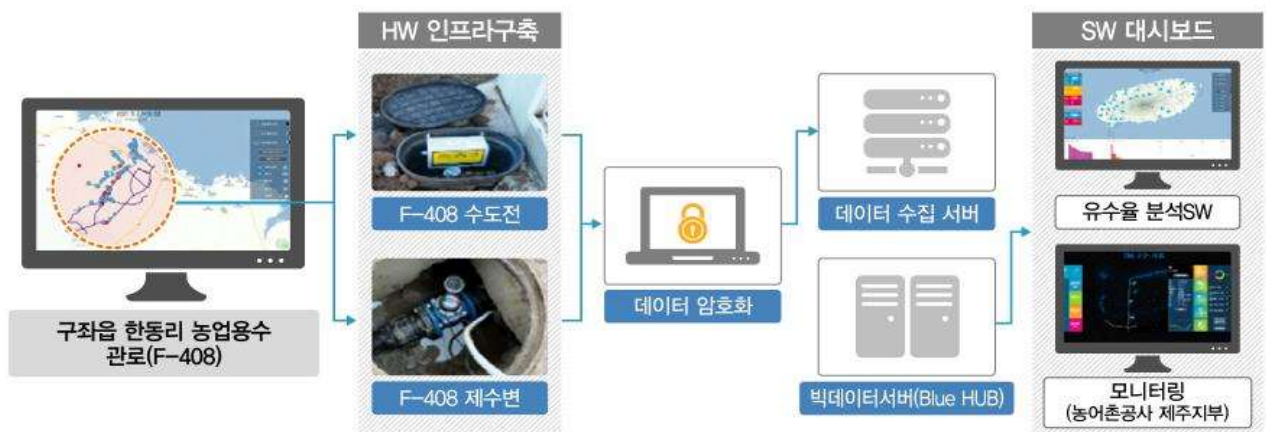 HW 인프라구축
SW 대시보드
F-408 수도전
데이터 수집 서버
유수율 분석SW
데이터 암호화
구좌읍 한동리 농업용수
관로(F-408)
F-408 제수변
빅데이터서버(Blue HUB)
모니터링
(농어촌공사 제주지부)